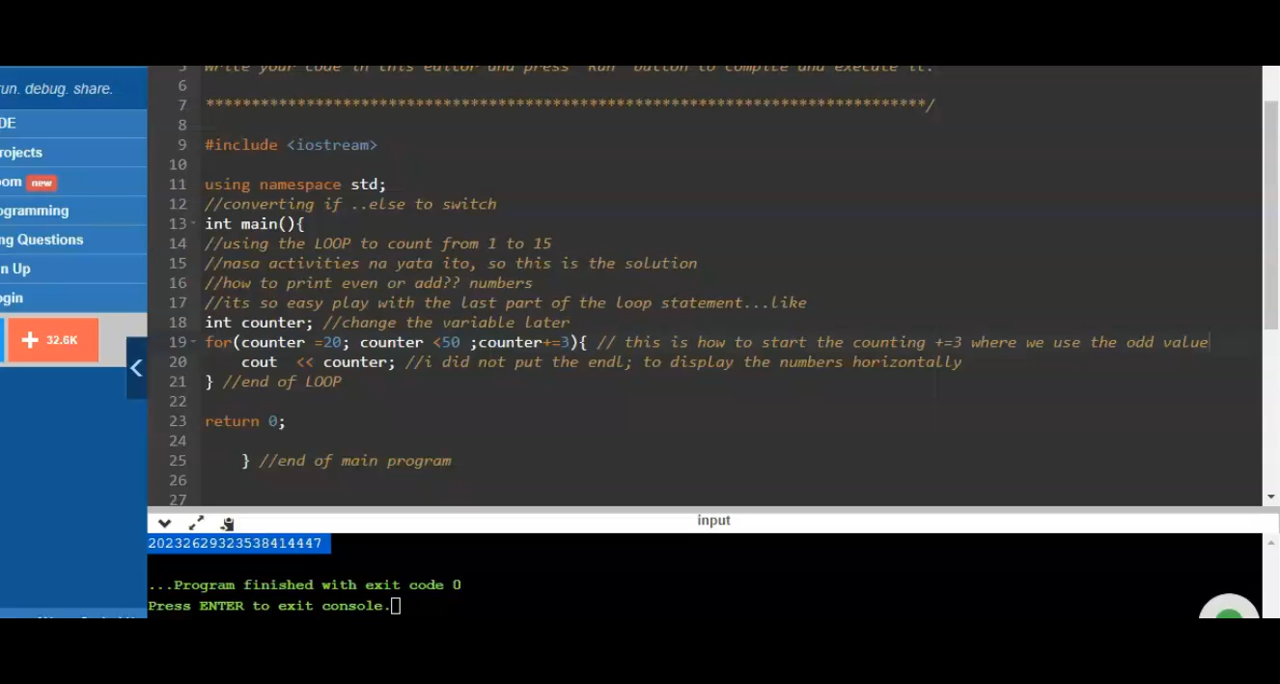 un. debug. share.
DE
rojects
oom new
ogramming
ng Questions
n Up
ogin
+ 32.6K
<
5 Write your code in this editor and press "Run" button to compile and execute it.
6
7 *******************************************************************************/
8
9 #include <iostream>
10
11 using namespace std;
12 //converting if ..else to switch
13 int main(){
14 //using the LOOP to count from 1 to 15
15 //nasa activities na yata ito, so this is the solution
16 //how to print even or add?? numbers
17 //its so easy play with the last part of the loop statement...like
18 int counter; //change the variable later
19 for(counter =20; counter <50 ;counter+=3){ // this is how to start the counting +=3 where we use the odd value
20 cout << counter; //i did not put the endl; to display the numbers horizontally
21 } //end of LOOP
22
23 return 0;
24
25 } //end of main program
26
27
input
20232629323538414447
...Program finished with exit code 0
Press ENTER to exit console.